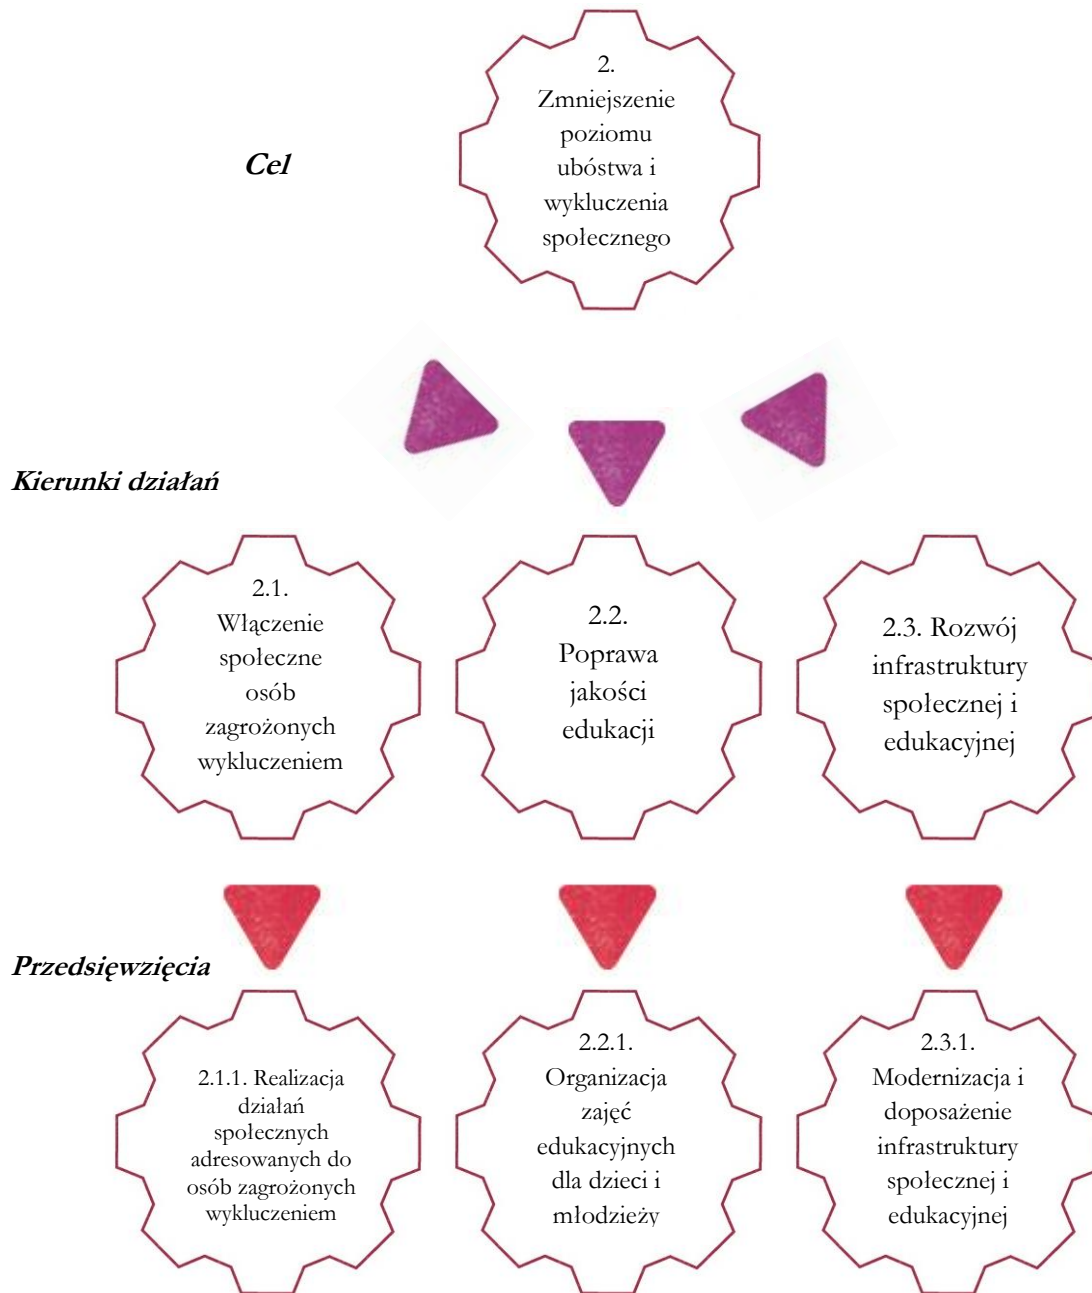 2.
Zmniejszenie
poziomu
ubóstwa i
wykluczenia
społecznego
Cel
Kierunki działań
2.1.
Włączenie
społeczne
osób
zagrożonych
wykluczeniem
2.2.
Poprawa
jakości
edukacji
2.3. Rozwój
infrastruktury
społecznej i
edukacyjnej
Przedsięwzięcia
2.1.1. Realizacja
działań
społecznych
adresowanych do
osób zagrożonych
wykluczeniem
2.2.1.
Organizacja
zajęć
edukacyjnych
dla dzieci i
młodzieży
2.3.1.
Modernizacja i
doposażenie
infrastruktury
społecznej i
edukacyjnej